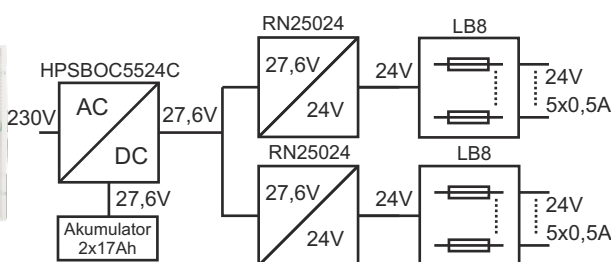 RN25024
LB8
HPSBOC5524C
27,6V
24V
24V
24V
5x0,5A
230V
AC
DC
27,6V
RN25024
LB8
27,6V
27,6V
24V
24V
24V
5x0,5A
Akumulator
2x17Ah